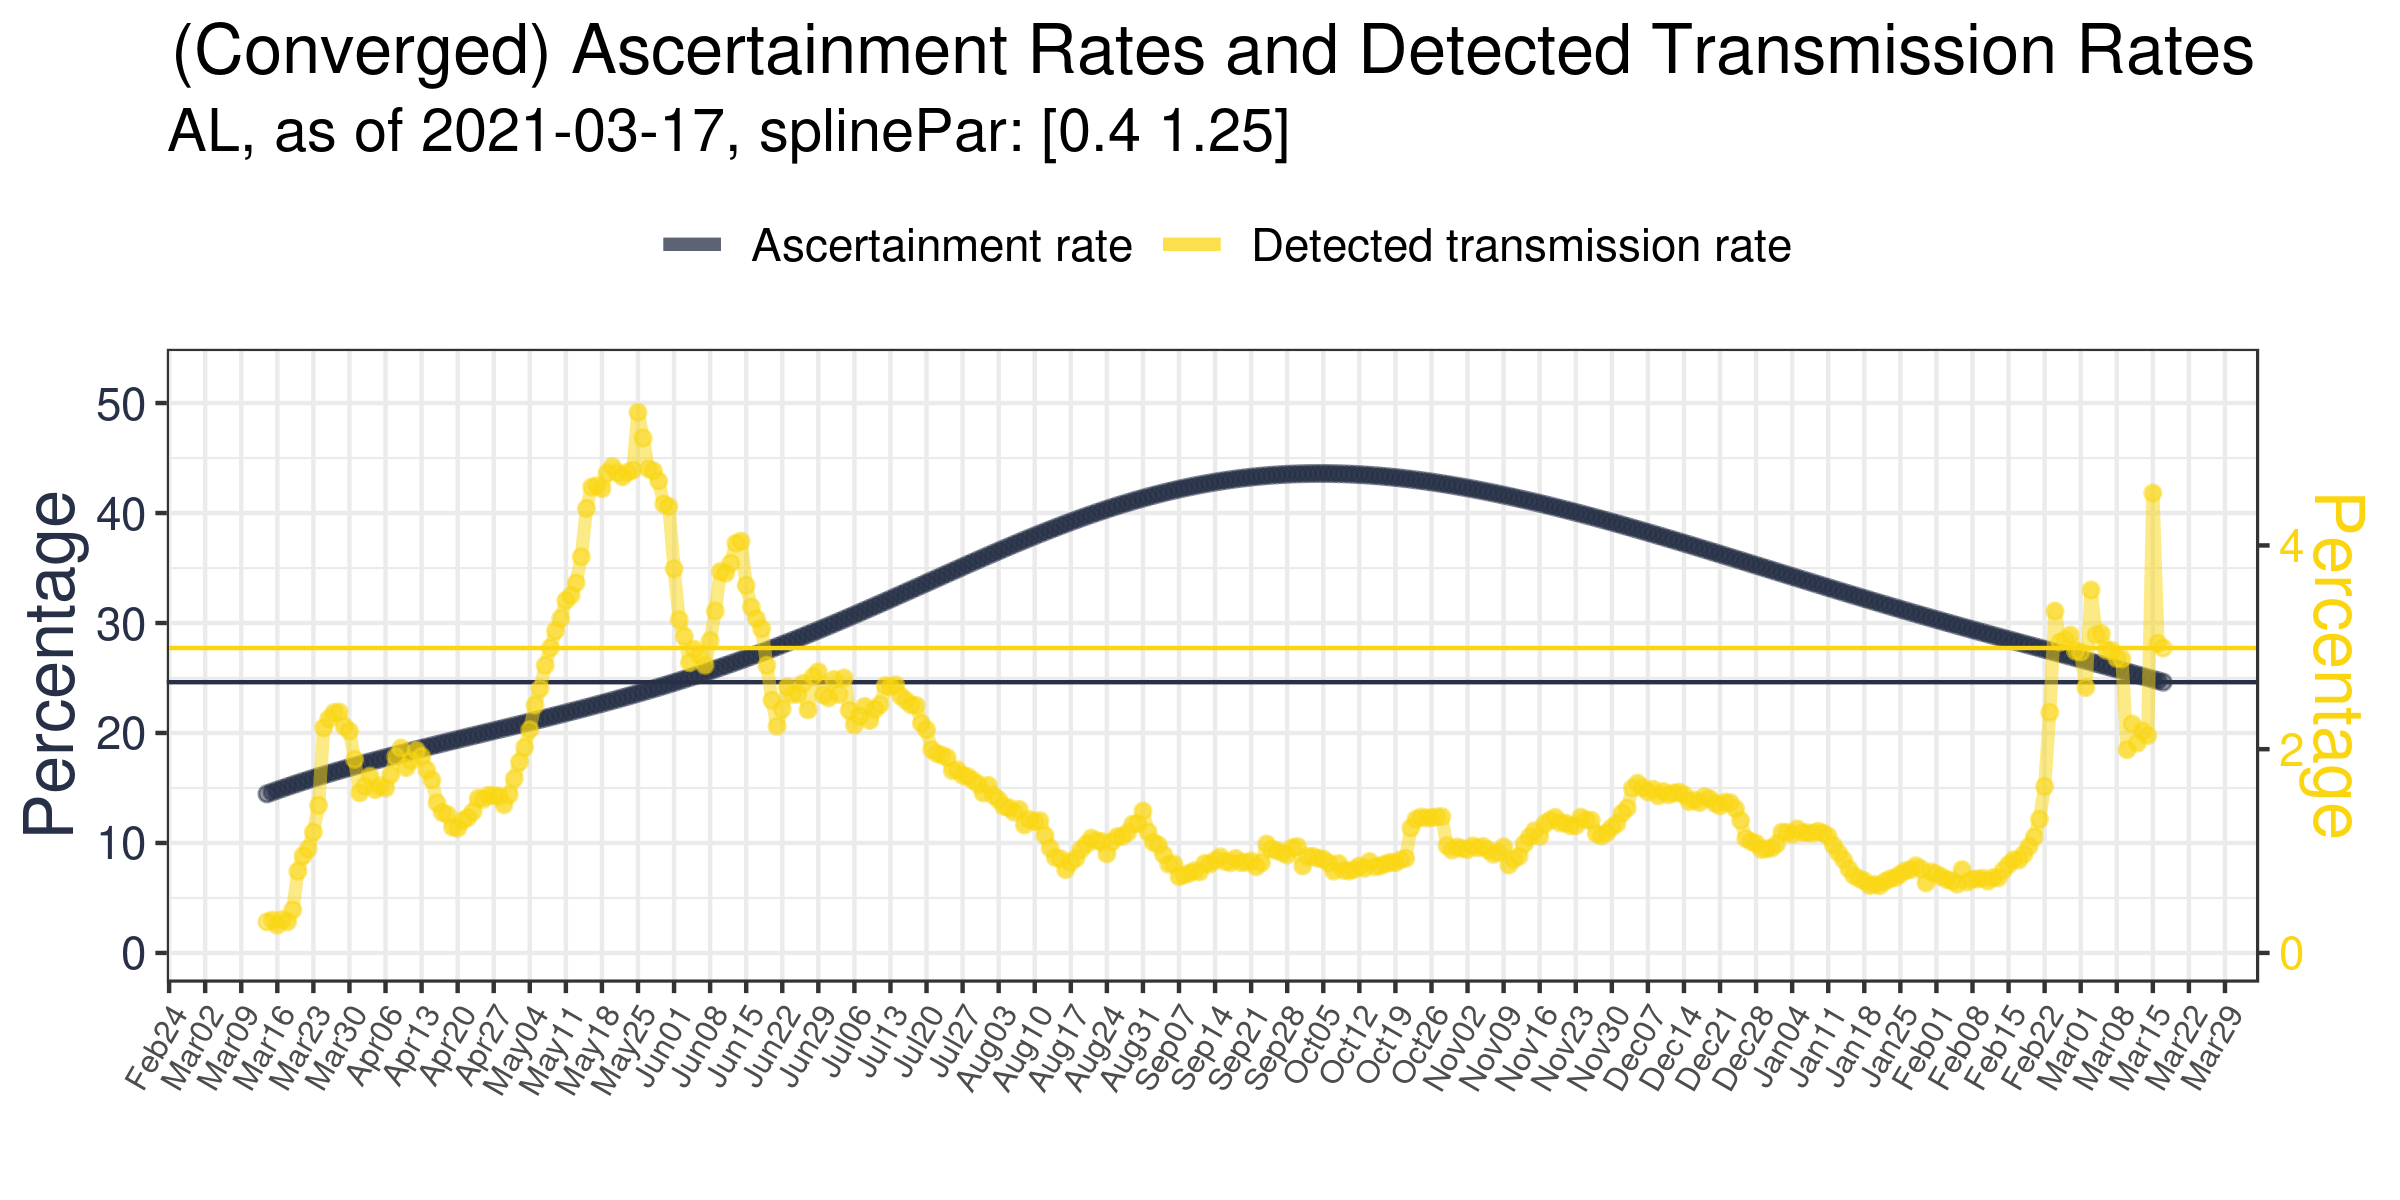 (Converged) Ascertainment Rates and Detected Transmission Rates
AL, as of 2021-03-17, splinePar: [0.4 1.25]
Ascertainment rate Detected transmission rate
Percentage
50
40
30
20
10
0
4
2
0
Percentage
Feb24 Mar02 Mar09 Mar16 Mar23 Mar30 Apr06 Apr13 Apr20 Apr27 May04 May11 May18 May25 Jun01 Jun08 Jun15 Jun22 Jun29 Jul06 Jul13 Jul20 Jul27 Aug03 Aug10 Aug17 Aug24 Aug31 Sep07 Sep14 Sep21 Sep28 Oct05 Oct12 Oct19 Oct26 Nov02 Nov09 Nov16 Nov23 Nov30 Dec07 Dec14 Dec21 Dec28 Jan04 Jan11 Jan18 Jan25 Feb01 Feb08 Feb15 Feb22 Mar01 Mar08 Mar15 Mar22 Mar29